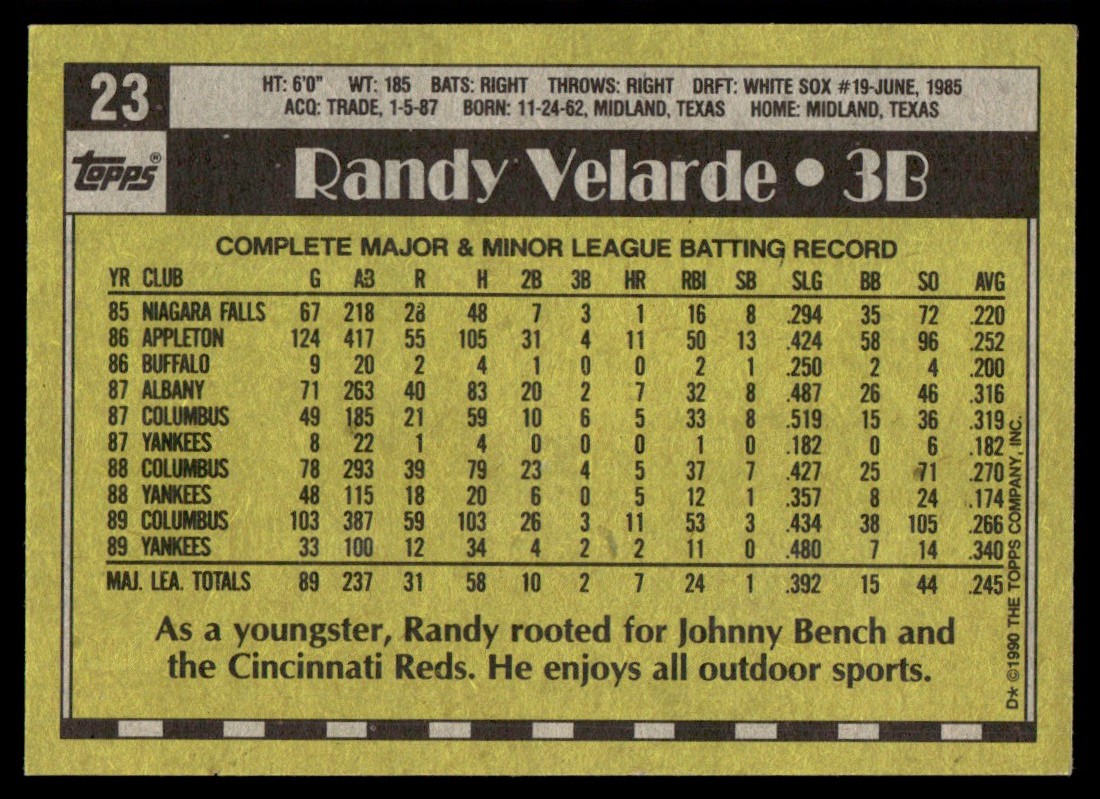 23
HT: 6'0" WT: 185 BATS: RIGHT THROWS: RIGHT DRFT: WHITE SOX #19-JUNE, 1985
ACQ: TRADE, 1-5-87 BORN: 11-24-62, MIDLAND, TEXAS HOME: MIDLAND, TEXAS
topps®
Randy Velarde • 3B
COMPLETE MAJOR & MINOR LEAGUE BATTING RECORD
YR CLUB G AB R H 2B 3B HR RBI SB SLG BB SO AVG
85 NIAGARA FALLS 67 218 28 48 7 3 1 16 8 .294 35 72 .220
86 APPLETON 124 417 55 105 31 4 11 50 13 .424 58 96 .252
86 BUFFALO 9 20 2 4 1 0 0 2 1 .250 2 4 .200
87 ALBANY 71 263 40 83 20 2 7 32 8 .487 26 46 .316
87 COLUMBUS 49 185 21 59 10 6 5 33 8 .519 15 36 .319
87 YANKEES 8 22 1 4 0 0 0 1 0 .182 0 6 .182
88 COLUMBUS 78 293 39 79 23 4 5 37 7 .427 25 71 .270
88 YANKEES 48 115 18 20 6 0 5 12 1 .357 8 24 .174
89 COLUMBUS 103 387 59 103 26 3 11 53 3 .434 38 105 .266
89 YANKEES 33 100 12 34 4 2 2 11 0 .480 7 14 .340
MAJ. LEA. TOTALS 89 237 31 58 10 2 7 24 1 .392 15 44 .245
As a youngster, Randy rooted for Johnny Bench and
the Cincinnati Reds. He enjoys all outdoor sports.
D★ ©1990 THE TOPPS COMPANY, INC.